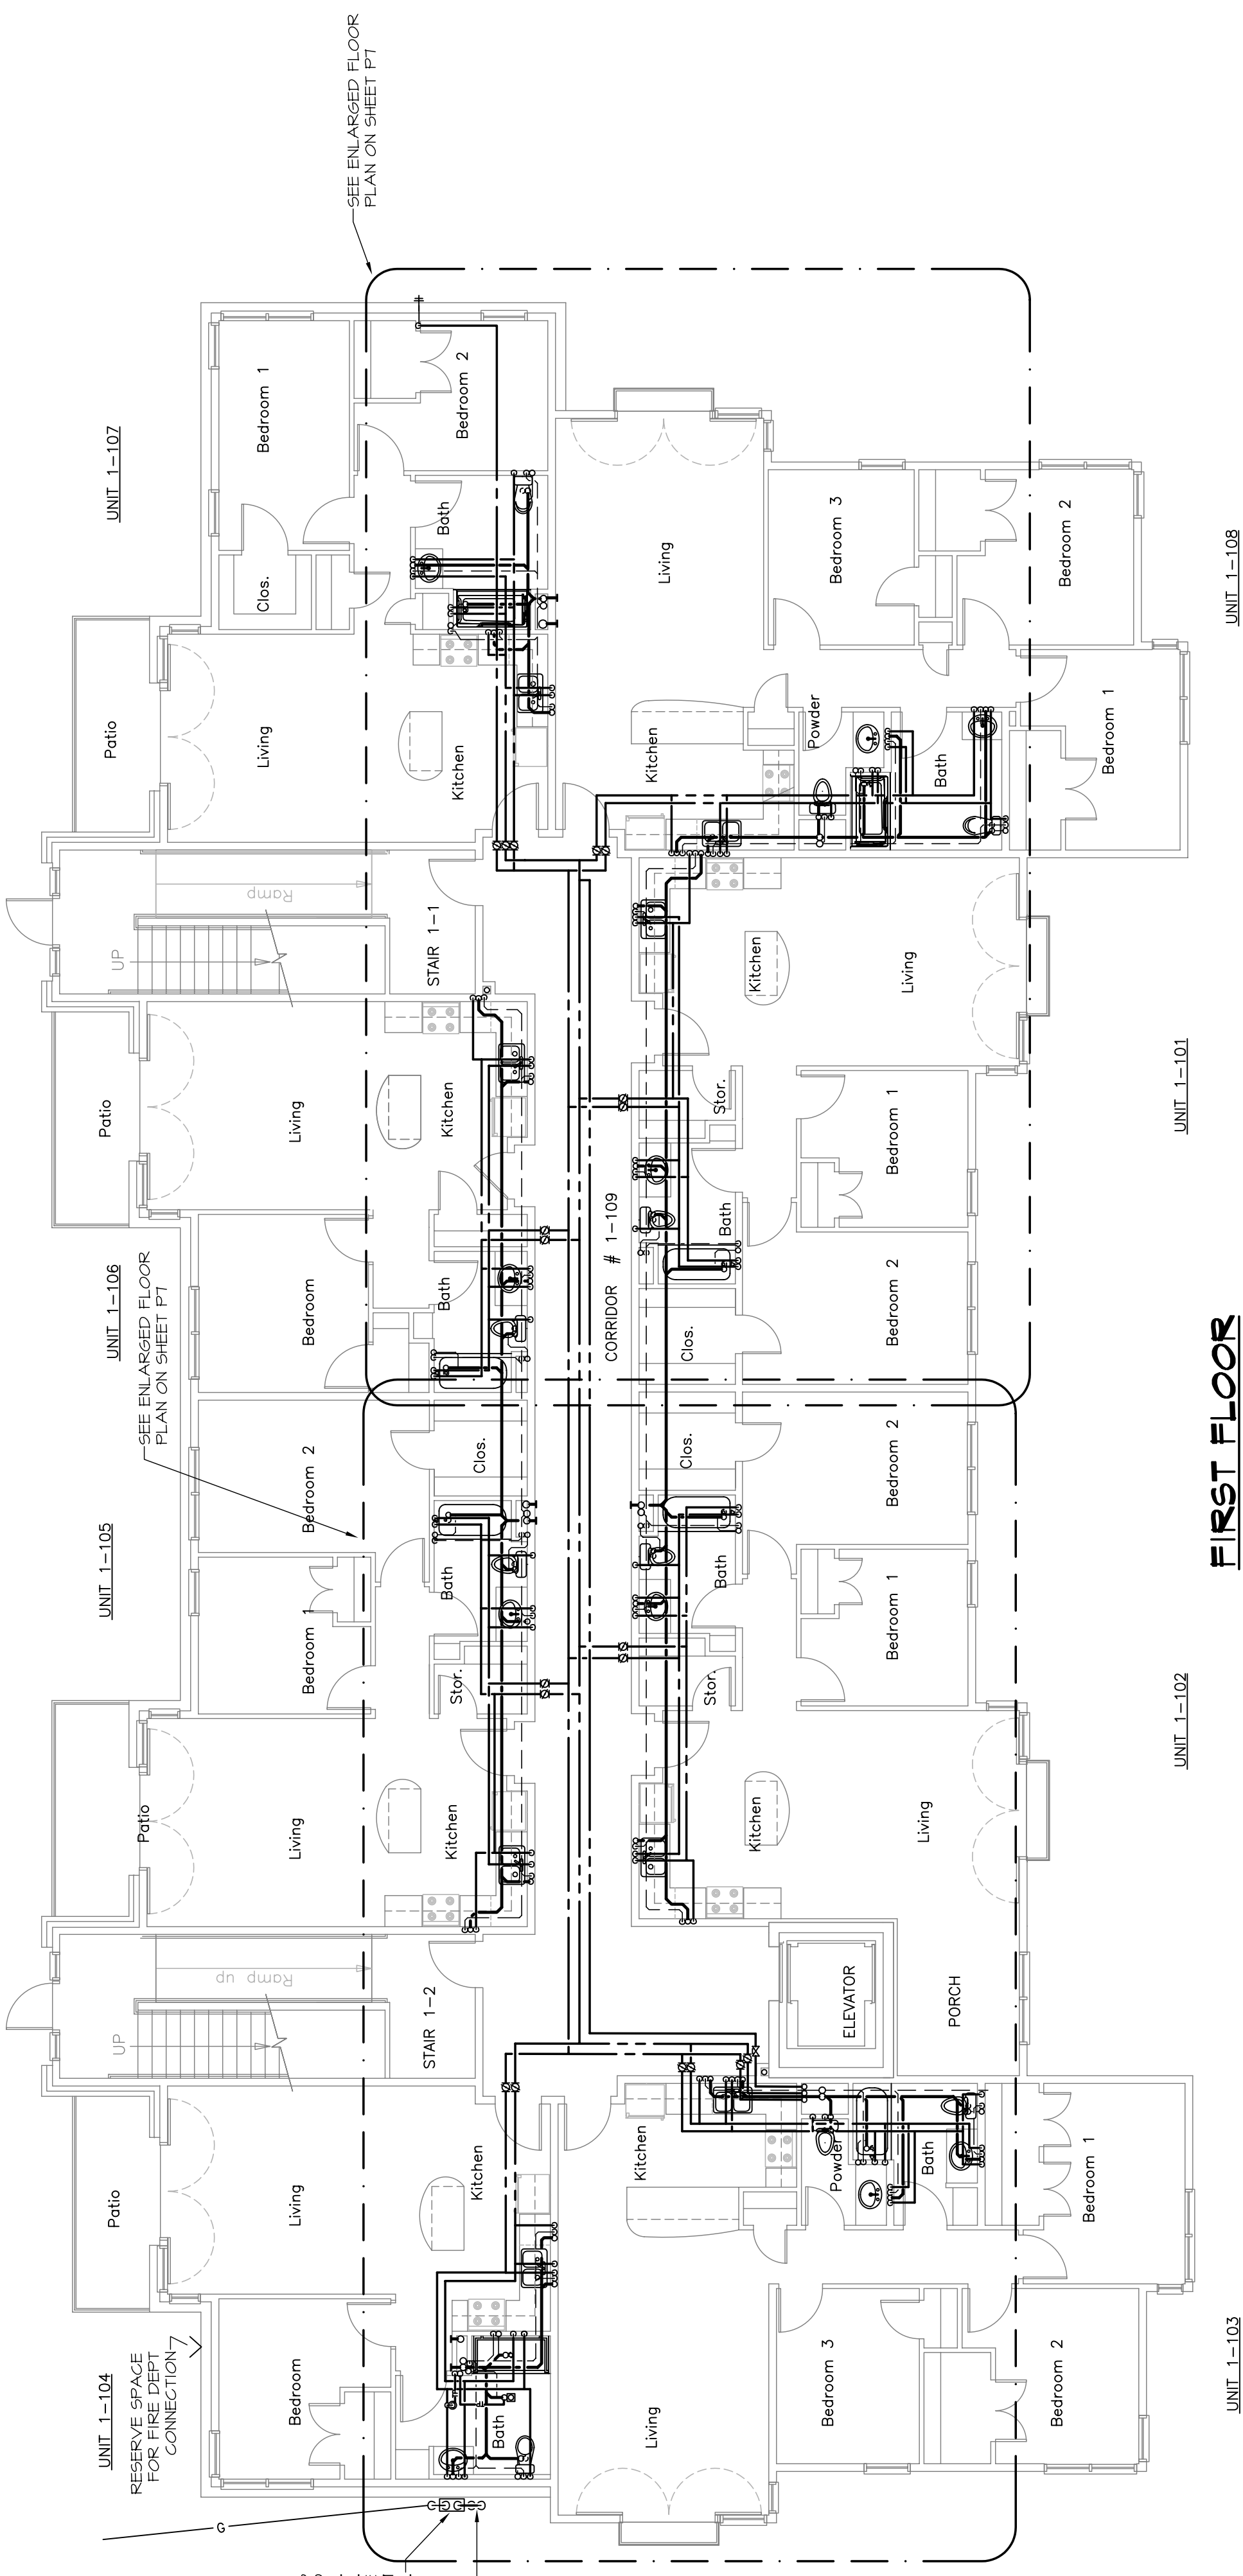 SEE ENLARGED FLOOR
PLAN ON SHEET P7
UNIT 1-107
Bedroom 1
Bedroom 2
Clos.
Bath
Patio
Living
Kitchen
Living
Kitchen
Bedroom 3
Bedroom 2
Bedroom 1
Powder
Bath
UNIT 1-108
Ramp
UP
STAIR 1-1
Patio
Living
Kitchen
Bedroom
Bath
UNIT 1-106
SEE ENLARGED FLOOR
PLAN ON SHEET P7
CORRIDOR # 1-109
Kitchen
Living
Stor.
Bath
Bedroom 1
Bedroom 2
Clos.
UNIT 1-101
Bedroom 2
Clos.
Bath
Bedroom 1
Stor.
UNIT 1-105
Patio
Living
Kitchen
Clos.
Bedroom 2
Bath
Bedroom 1
Stor.
Kitchen
Living
UNIT 1-102
FIRST FLOOR
Ramp up
UP
STAIR 1-2
ELEVATOR
PORCH
Patio
Living
Kitchen
Bedroom
Bath
UNIT 1-104
RESERVE SPACE
FOR FIRE DEPT
CONNECTION
G
Kitchen
Living
Powder
Bath
Bedroom 1
Bedroom 3
Bedroom 2
UNIT 1-103